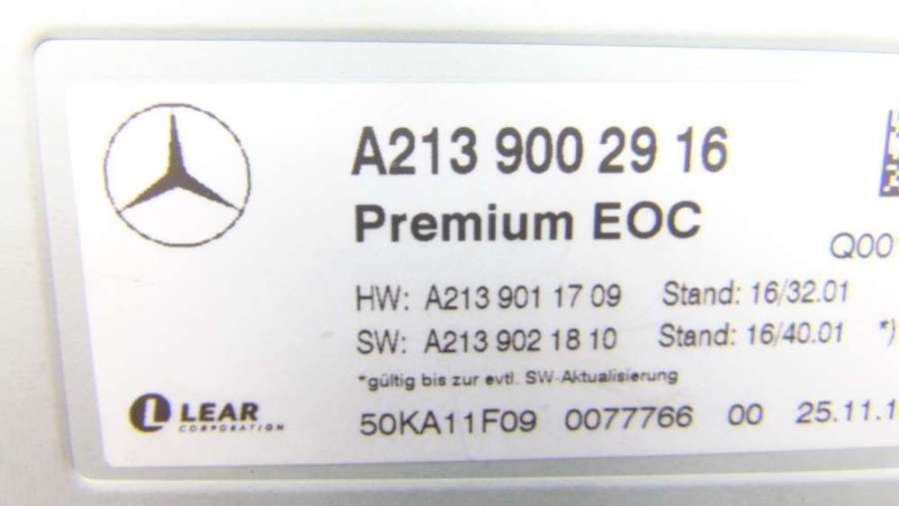 A213 900 29 16
Premium EOC
Q00
HW: A213 901 17 09 Stand: 16/32.01
SW: A213 902 18 10 Stand: 16/40.01 *)
*gültig bis zur evtl. SW-Aktualisierung
LEAR
CORPORATION
50KA11F09 0077766 00 25.11.1